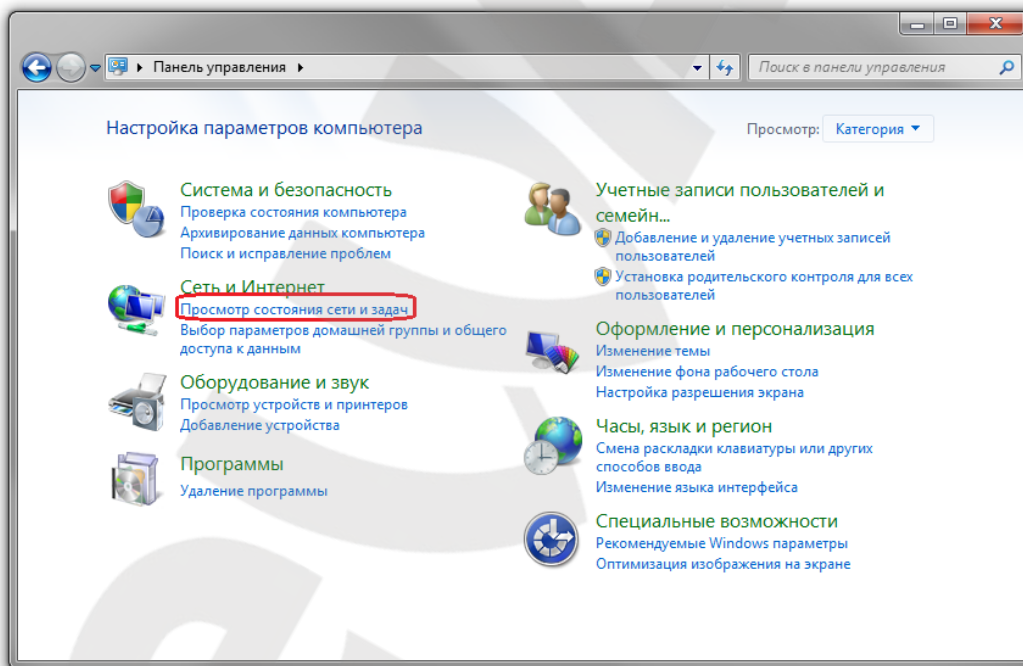 Панель управления
Поиск в панели управления
Настройка параметров компьютера
Просмотр: Категория
Система и безопасность
Проверка состояния компьютера
Архивирование данных компьютера
Поиск и исправление проблем
Сеть и Интернет
Просмотр состояния сети и задач
Выбор параметров домашней группы и общего
доступа к данным
Оборудование и звук
Просмотр устройств и принтеров
Добавление устройства
Программы
Удаление программы
Учетные записи пользователей и
семейн...
Добавление и удаление учетных записей
пользователей
Установка родительского контроля для всех
пользователей
Оформление и персонализация
Изменение темы
Изменение фона рабочего стола
Настройка разрешения экрана
Часы, язык и регион
Смена раскладки клавиатуры или других
способов ввода
Изменение языка интерфейса
Специальные возможности
Рекомендуемые Windows параметры
Оптимизация изображения на экране